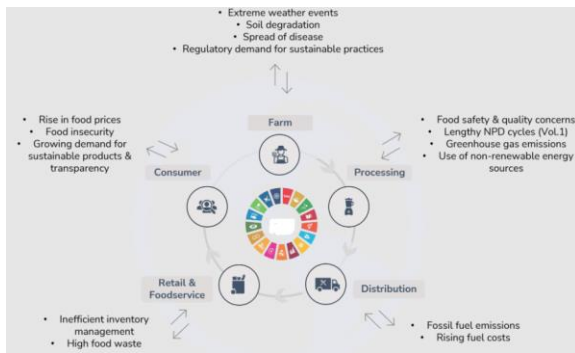 • Extreme weather events
• Soil degradation
• Spread of disease
• Regulatory demand for sustainable practices
Farm
• Rise in food prices
• Food insecurity
• Growing demand for
sustainable products &
transparency
Consumer
• Food safety & quality concerns
• Lengthy NPD cycles (Vol.1)
• Greenhouse gas emissions
• Use of non-renewable energy
sources
Processing
Retail &
Foodservice
• Inefficient inventory
management
• High food waste
Distribution
• Fossil fuel emissions
• Rising fuel costs